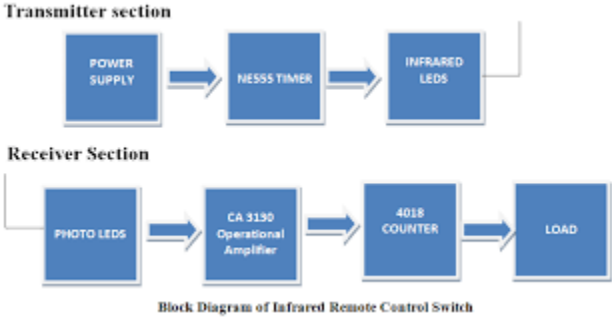 Transmitter section
POWER
SUPPLY
NE555 TIMER
INFRARED
LEDS
Receiver Section
PHOTO LEDS
CA 3130
Operational
Amplifier
4018
COUNTER
LOAD
Block Diagram of Infrared Remote Control Switch